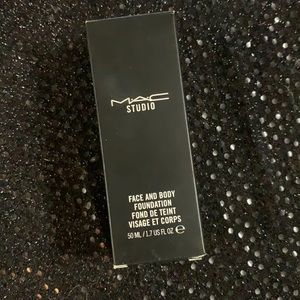 MAC
STUDIO
FACE AND BODY
FOUNDATION
FOND DE TEINT
VISAGE ET CORPS
50 ML / 1.7 US FL OZ ℮